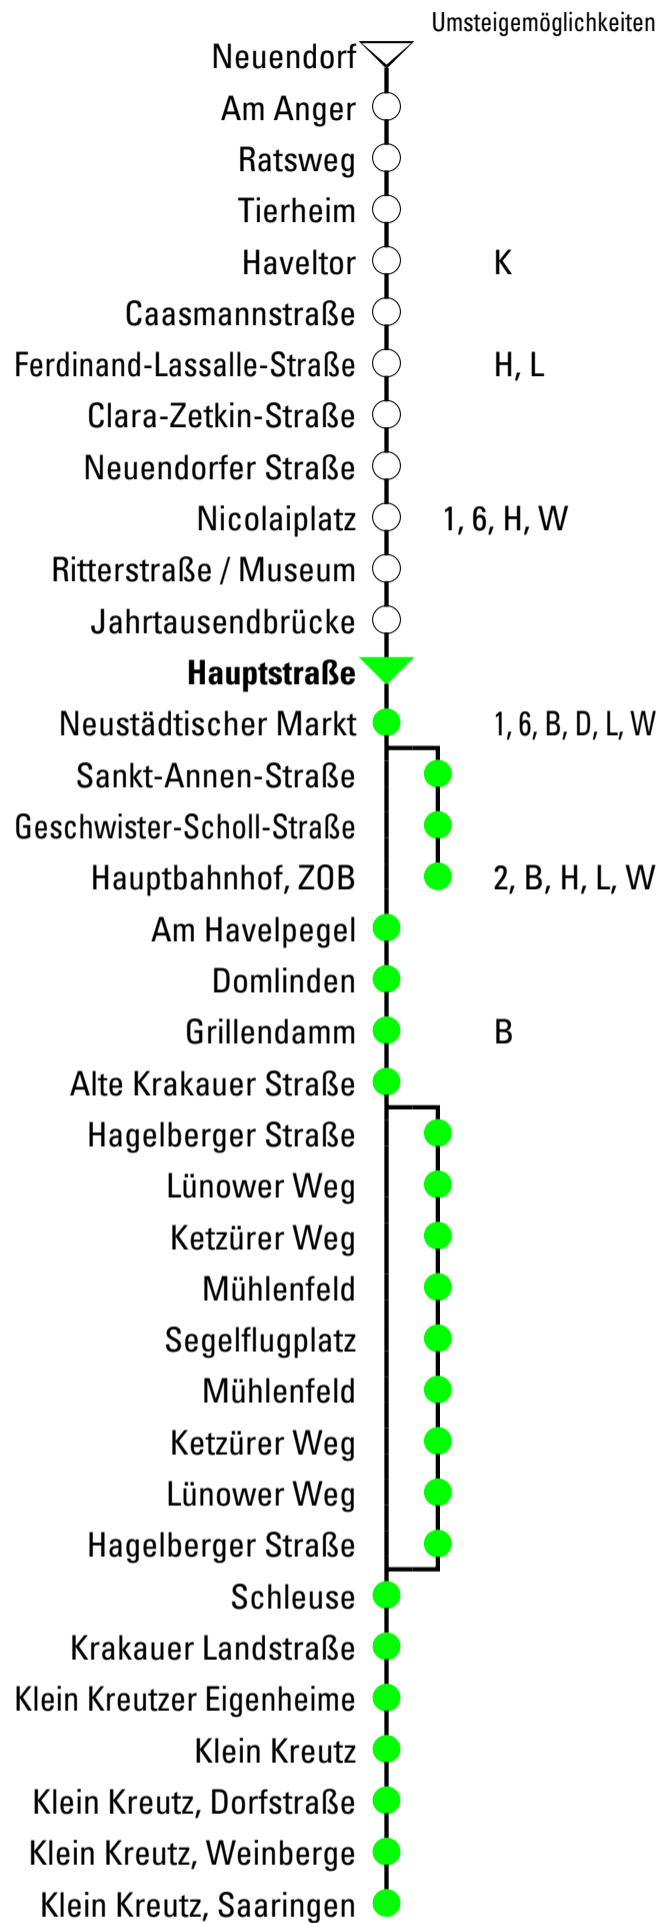 Umsteigemöglichkeiten
Neuendorf
Am Anger
Ratsweg
Tierheim
Haveltor K
Caasmannstraße
Ferdinand-Lassalle-Straße H, L
Clara-Zetkin-Straße
Neuendorfer Straße
Nicolaiplatz 1, 6, H, W
Ritterstraße / Museum
Jahrtausendbrücke
Hauptstraße
Neustädtischer Markt 1, 6, B, D, L, W
Sankt-Annen-Straße
Geschwister-Scholl-Straße
Hauptbahnhof, ZOB 2, B, H, L, W
Am Havelpegel
Domlinden
Grillendamm B
Alte Krakauer Straße
Hagelberger Straße
Lünower Weg
Ketzürer Weg
Mühlenfeld
Segelflugplatz
Mühlenfeld
Ketzürer Weg
Lünower Weg
Hagelberger Straße
Schleuse
Krakauer Landstraße
Klein Kreutzer Eigenheime
Klein Kreutz
Klein Kreutz, Dorfstraße
Klein Kreutz, Weinberge
Klein Kreutz, Saaringen